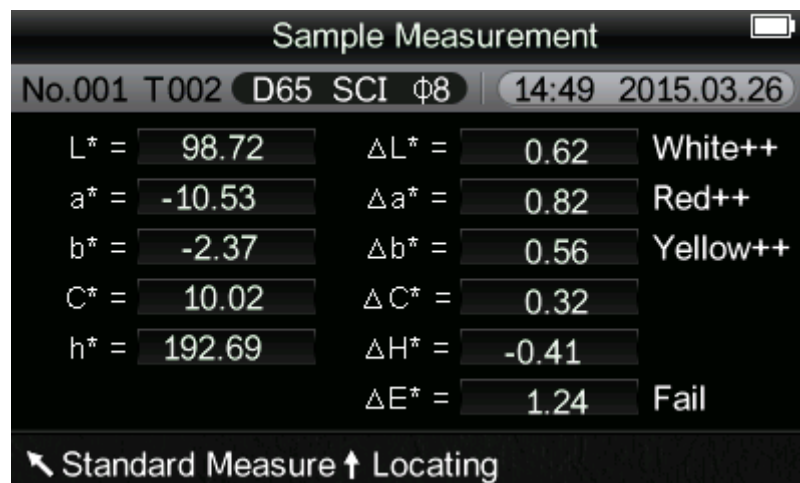 Sample Measurement
No.001 T002 D65 SCI Φ8 14:49 2015.03.26
L* = 98.72 ΔL* = 0.62 White++
a* = -10.53 Δa* = 0.82 Red++
b* = -2.37 Δb* = 0.56 Yellow++
C* = 10.02 ΔC* = 0.32
h* = 192.69 ΔH* = -0.41
ΔE* = 1.24 Fail
Standard Measure Locating